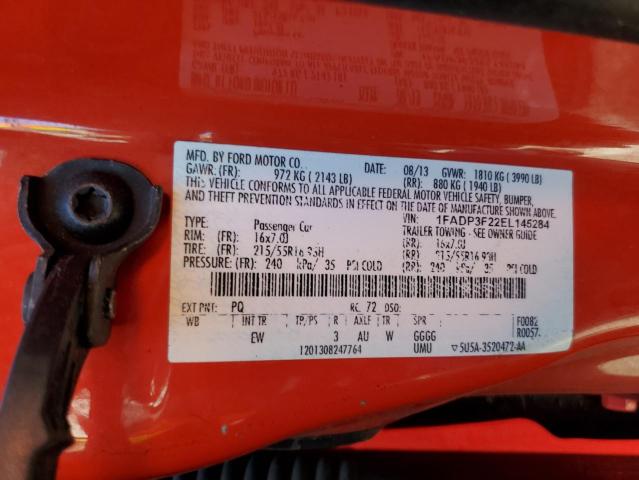 MFD. BY FORD MOTOR CO.
DATE: 08/13 GVWR: 1810 KG ( 3990 LB)
GAWR: (FR): 972 KG ( 2143 LB) (RR): 880 KG ( 1940 LB)
THIS VEHICLE CONFORMS TO ALL APPLICABLE FEDERAL MOTOR VEHICLE SAFETY, BUMPER,
AND THEFT PREVENTION STANDARDS IN EFFECT ON THE DATE OF MANUFACTURE SHOWN ABOVE.
VIN: 1FADP3F22EL145284
TYPE: Passenger Car TRAILER TOWING - SEE OWNER GUIDE
RIM: (FR): 16x7.0J (RR): 16x7.0J
TIRE: (FR): 215/55R16 93H (RR): 215/55R16 93H
PRESSURE: (FR): 240 kPa/ 35 PSI COLD (RR): 240 kPa/ 35 PSI COLD
EXT PNT: PQ RC: 72 DSO: F0082
WB INT TR TP/PS R AXLE TR SPR R0057
EW 3 AU W GGGG
1201308247764 UMU 5U5A-3520472-AA